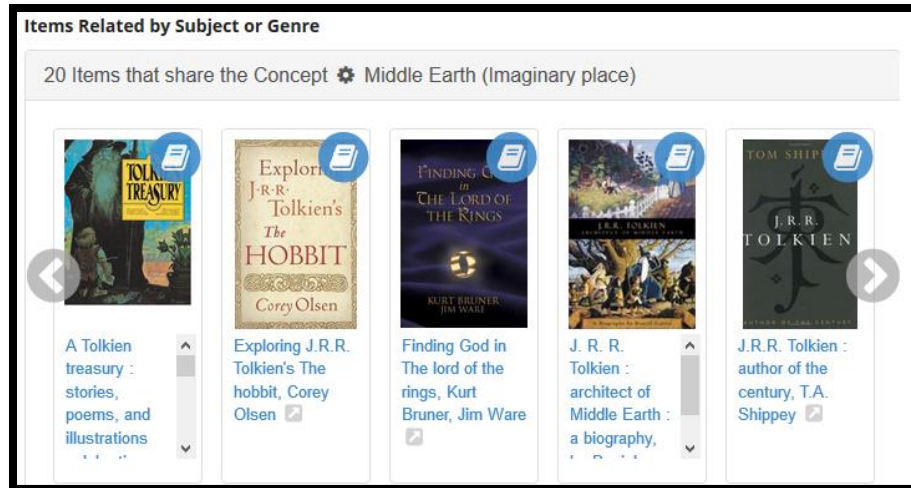 Items Related by Subject or Genre
20 Items that share the Concept Middle Earth (Imaginary place)
TOLKIEN
TREASURY
Exploring
J·R·R·
Tolkien's
The
HOBBIT
Corey Olsen
FINDING
in
THE LORD OF
THE RINGS
KURT BRUNER
JIM WARE
J.R.R. TOLKIEN
ARCHITECT OF MIDDLE EARTH
TOM
J.R.R.
TOLKIEN
AUTHOR OF THE CENTURY
A Tolkien
treasury :
stories,
poems, and
illustrations
Exploring J.R.R.
Tolkien's The
hobbit, Corey
Olsen
Finding God in
The lord of the
rings, Kurt
Bruner, Jim Ware
J. R. R.
Tolkien :
architect of
Middle Earth :
a biography,
J.R.R. Tolkien :
author of the
century, T.A.
Shippey